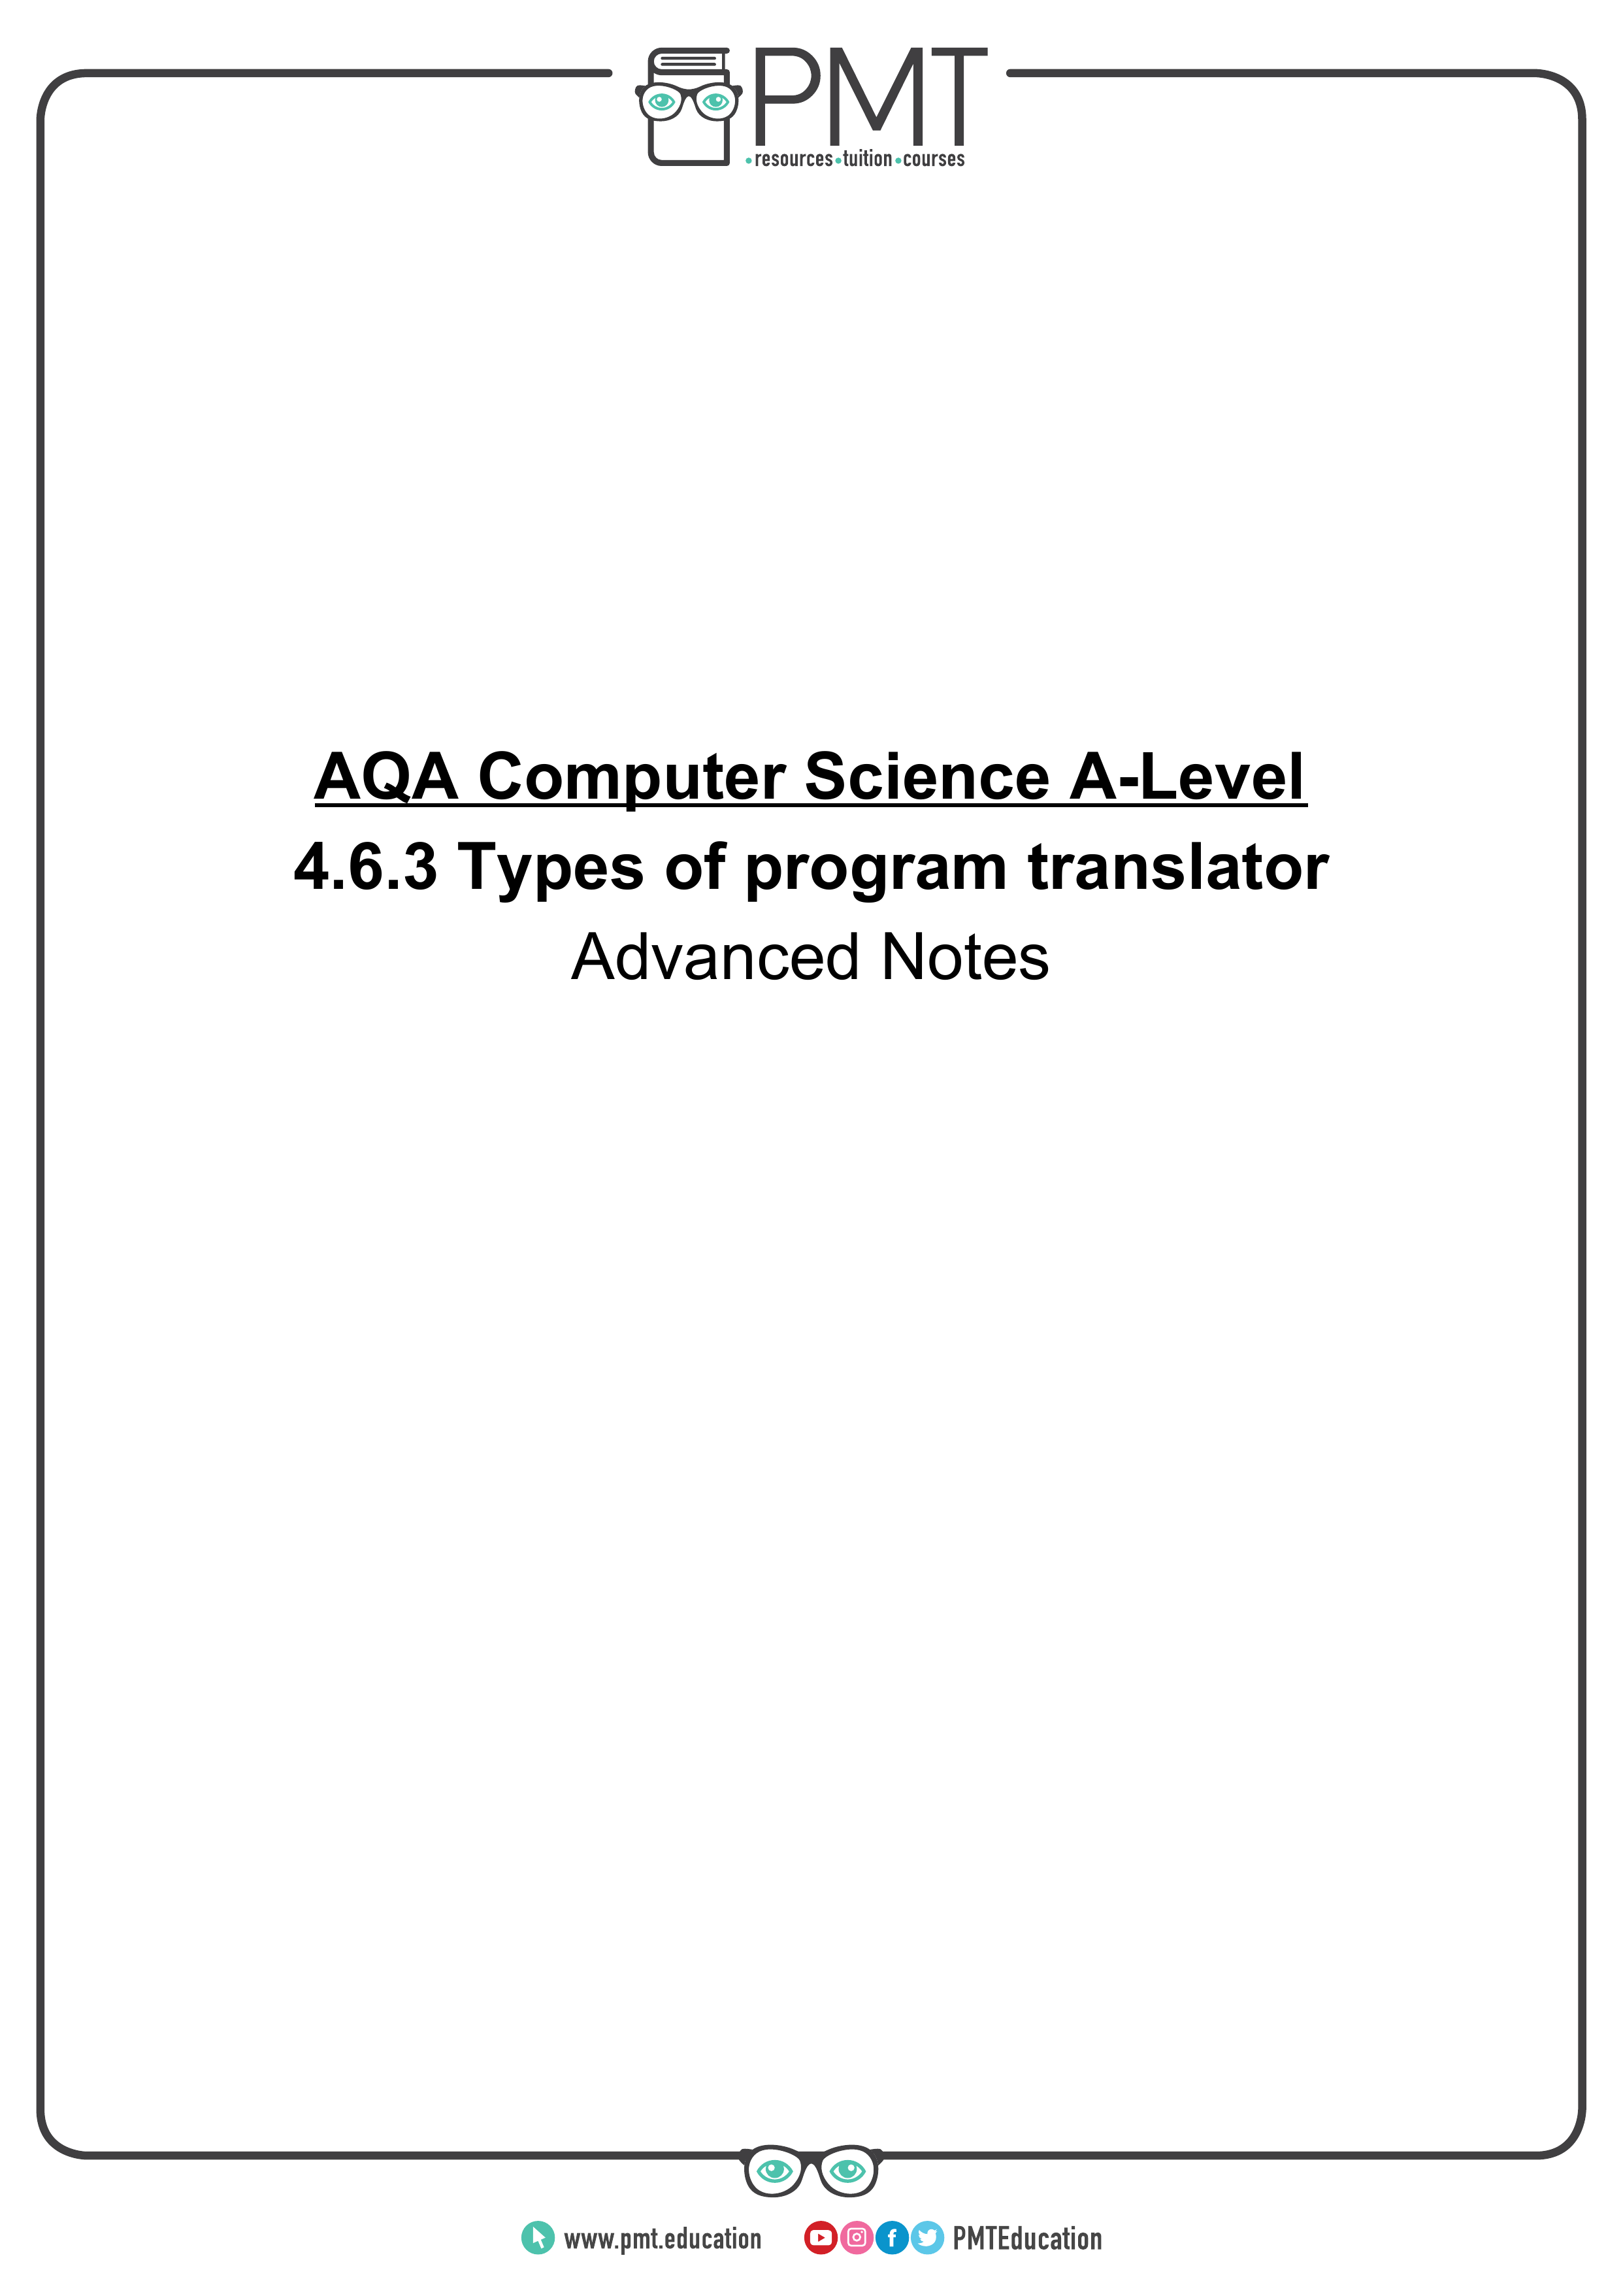 PMT
resources tuition courses
AQA Computer Science A-Level
4.6.3 Types of program translator
Advanced Notes
www.pmt.education PMTEducation